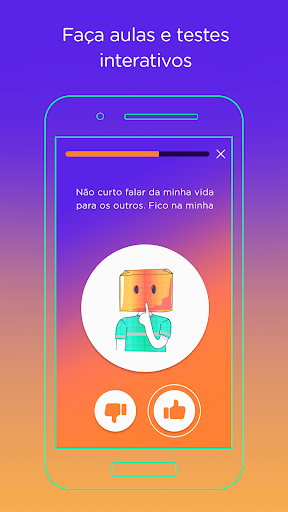 Faça aulas e testes
interativos
Não curto falar da minha vida
para os outros. Fico na minha